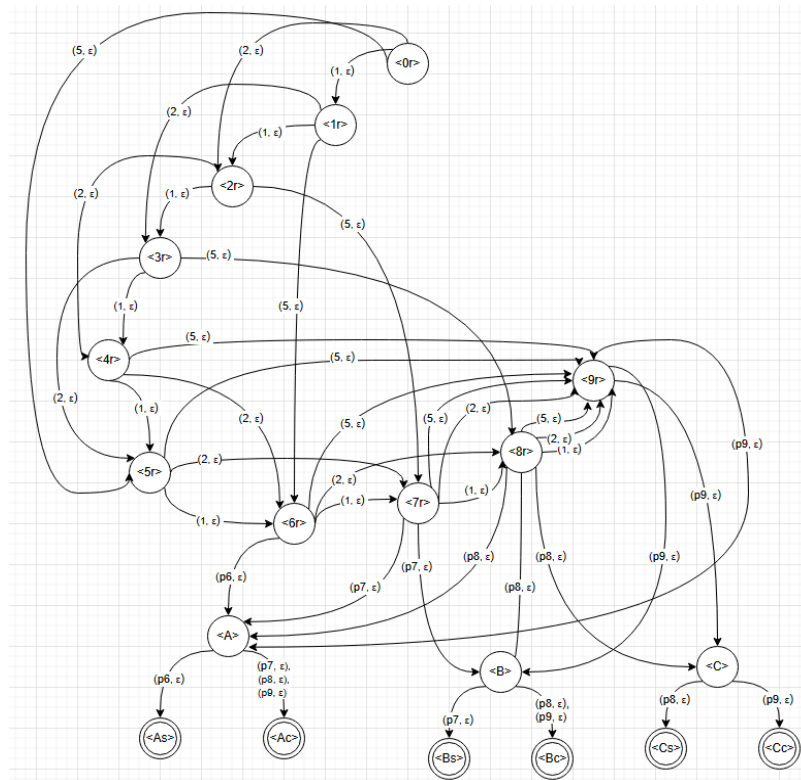 <0r>
(5, ε)
(2, ε)
(1, ε)
(2, ε)
<1r>
(1, ε)
<2r>
(2, ε)
(1, ε)
(5, ε)
<3r>
(5, ε)
(1, ε)
(5, ε)
(5, ε)
<4r>
(5, ε)
<9r>
(2, ε)
(1, ε)
(2, ε)
(5, ε)
(5, ε)
(2, ε)
(5, ε)
(2, ε)
(1, ε)
(p9, ε)
<8r>
<5r>
(2, ε)
(2, ε)
(1, ε)
(1, ε)
(p9, ε)
<7r>
(1, ε)
<6r>
(p8, ε)
(p8, ε)
(p9, ε)
(p7, ε)
(p6, ε)
(p7, ε)
(p8, ε)
<A>
<B>
<C>
(p6, ε)
(p7, ε),
(p8, ε),
(p9, ε)
(p7, ε)
(p8, ε),
(p9, ε)
(p8, ε)
(p9, ε)
<As>
<Ac>
<Bs>
<Bc>
<Cs>
<Cc>